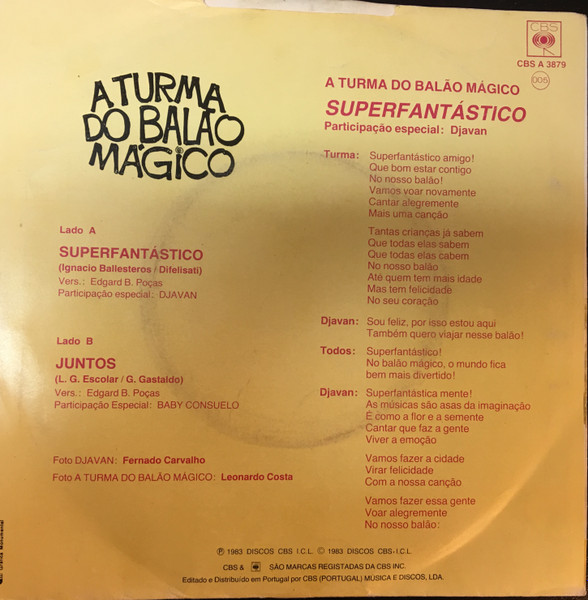 CBS
CBS A 3879
005
A TURMA
DO BALÃO
MÁGICO
Lado A
SUPERFANTÁSTICO
(Ignacio Ballesteros / Difelisati)
Vers.: Edgard B. Poças
Participação especial: DJAVAN
Lado B
JUNTOS
(L. G. Escolar / G. Gastaldo)
Vers.: Edgard B. Poças
Participação Especial: BABY CONSUELO
Foto DJAVAN: Fernado Carvalho
Foto A TURMA DO BALÃO MÁGICO: Leonardo Costa
A TURMA DO BALÃO MÁGICO
SUPERFANTÁSTICO
Participação especial: Djavan
Turma: Superfantástico amigo!
Que bom estar contigo
No nosso balão!
Vamos voar novamente
Cantar alegremente
Mais uma canção
Tantas crianças já sabem
Que todas elas sabem
Que todas elas cabem
No nosso balão
Até quem tem mais idade
Mas tem felicidade
No seu coração
Djavan: Sou feliz, por isso estou aqui
Também quero viajar nesse balão!
Todos: Superfantástico!
No balão mágico, o mundo fica
bem mais divertido!
Djavan: Superfantástica mente!
As músicas são asas da imaginação
É como a flor e a semente
Cantar que faz a gente
Viver a emoção
Vamos fazer a cidade
Virar felicidade
Com a nossa canção
Vamos fazer essa gente
Voar alegremente
No nosso balão:
℗ 1983 DISCOS CBS I.C.L. © 1983 DISCOS CBS-I.C.L.
CBS & SÃO MARCAS REGISTADAS DA CBS INC.
Editado e Distribuído em Portugal por CBS (PORTUGAL) MÚSICA E DISCOS, LDA.